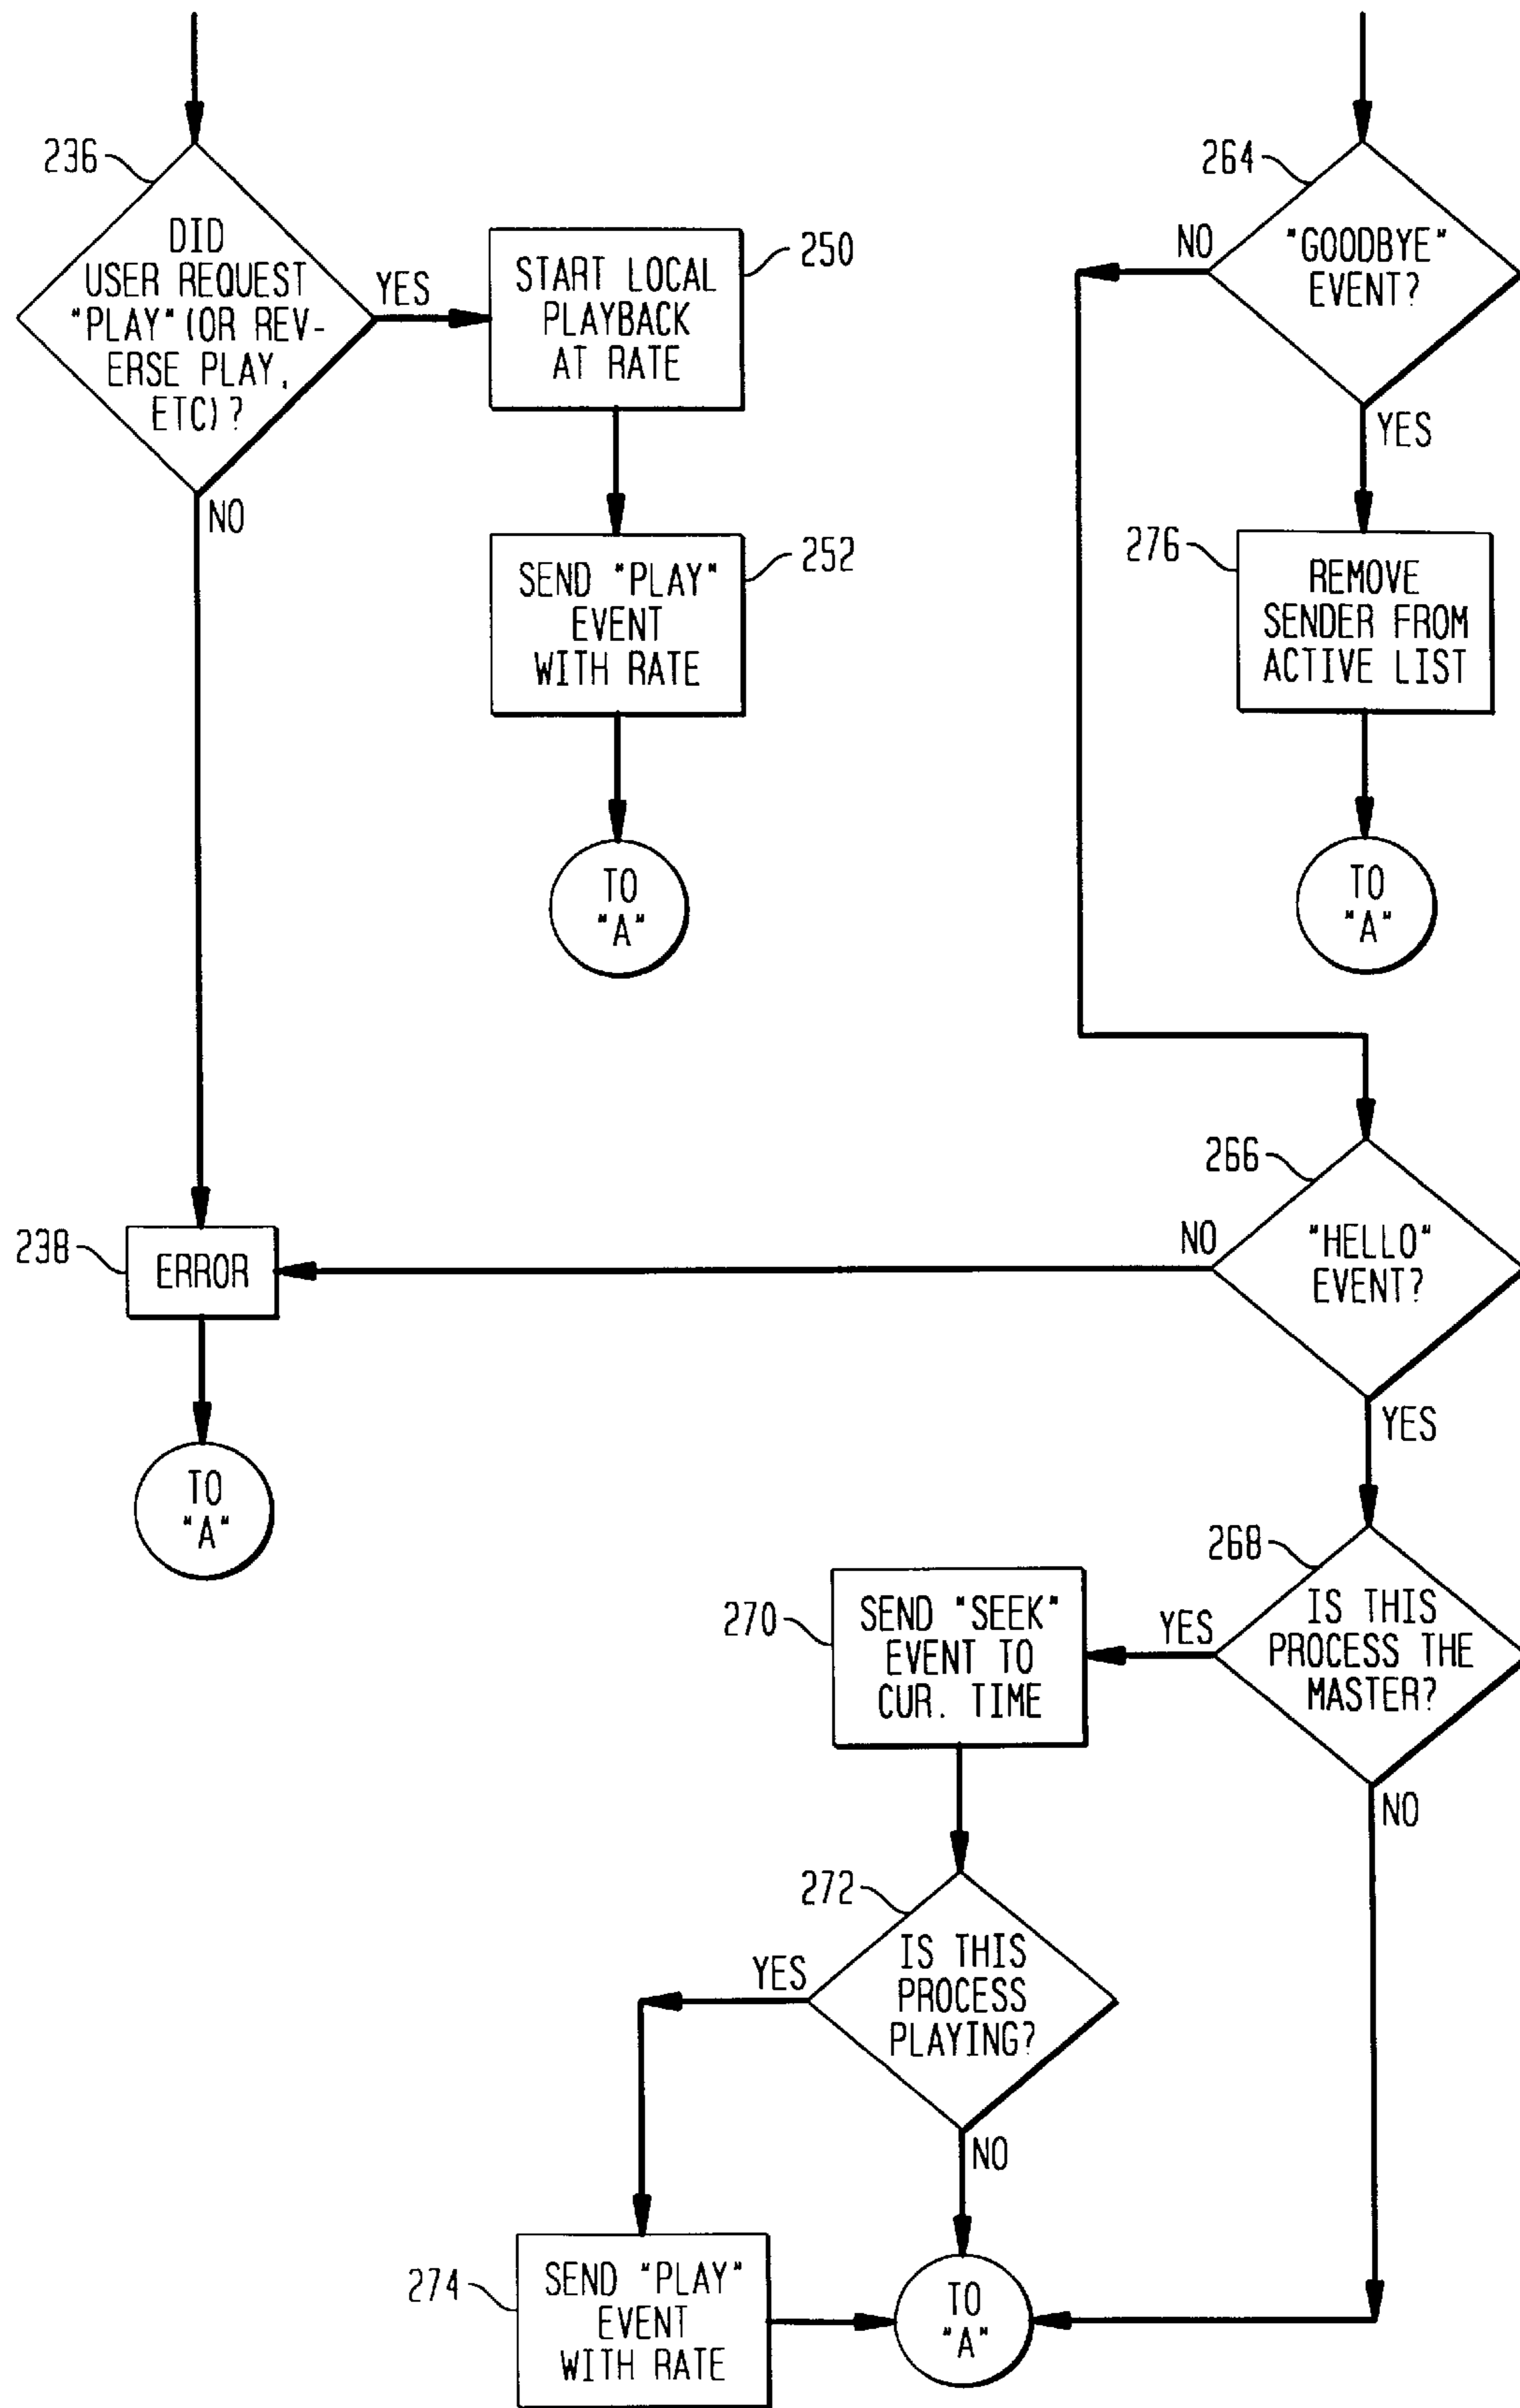 236
DID
USER REQUEST
"PLAY" (OR REV-
ERSE PLAY,
ETC)?
YES
NO
START LOCAL
PLAYBACK
AT RATE
250
SEND "PLAY"
EVENT
WITH RATE
252
TO
"A"
238
ERROR
TO
"A"
264
"GOODBYE"
EVENT?
NO
YES
276
REMOVE
SENDER FROM
ACTIVE LIST
TO
"A"
266
"HELLO"
EVENT?
NO
YES
268
IS THIS
PROCESS THE
MASTER?
YES
NO
270
SEND "SEEK"
EVENT TO
CUR. TIME
272
IS THIS
PROCESS
PLAYING?
YES
NO
274
SEND "PLAY"
EVENT
WITH RATE
TO
"A"